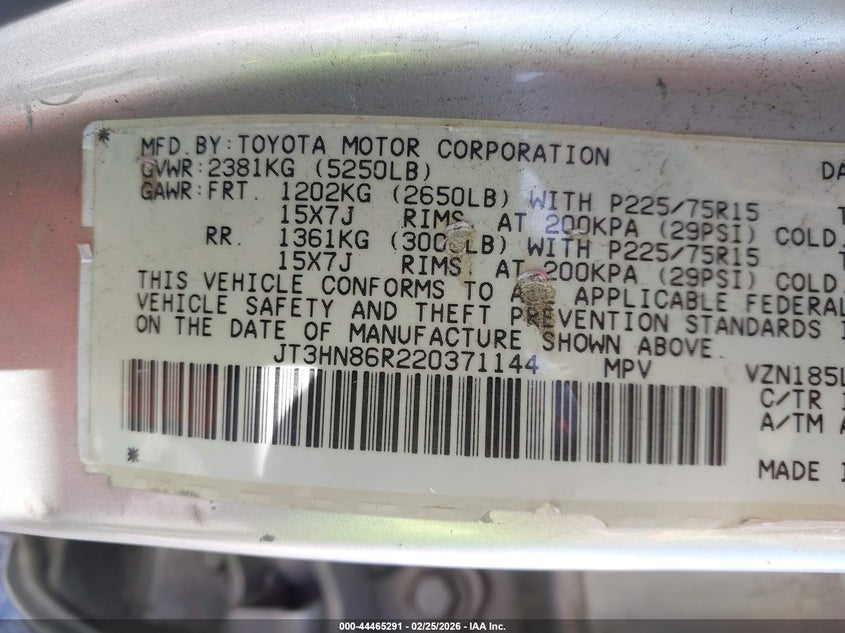 * MFD.BY:TOYOTA MOTOR CORPORATION
GVWR:2381KG (5250LB) DA
GAWR:FRT. 1202KG (2650LB) WITH P225/75R15
15X7J RIMS AT 200KPA (29PSI) COLD.
RR. 1361KG (3000LB) WITH P225/75R15
15X7J RIMS AT 200KPA (29PSI) COLD
THIS VEHICLE CONFORMS TO APPLICABLE FEDERAL
VEHICLE SAFETY AND THEFT PREVENTION STANDARDS
ON THE DATE OF MANUFACTURE SHOWN ABOVE.
JT3HN86R220371144 MPV VZN185L
C/TR 1
A/TM A
* MADE I
000-44465291 - 02/25/2026 - IAA Inc.